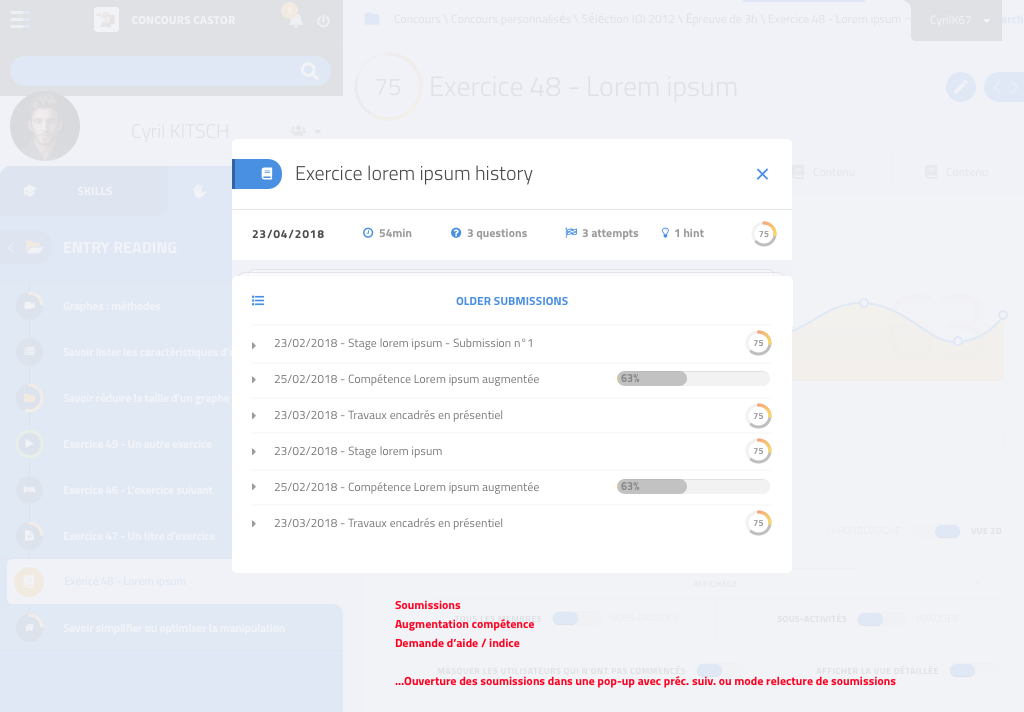 CONCOURS CASTOR
Concours \ Concours personnalisés \ Séléction IOI 2012 \ Épreuve de 3h \ Exercice 48 - Lorem ipsum
CyrilK67
75
Exercice 48 - Lorem ipsum
Cyril KITSCH
Contenu
Contenu
SKILLS
ENTRY READING
Graphes : méthodes
Savoir lister les caractéristiques d'u
Savoir réduire la taille d'un graphe
Exercice 49 - Un autre exercice
Exercice 46 - L'exercice suivant
Exercice 47 - Un titre d'exercice
Exerice 48 - Lorem ipsum
Savoir simplifier ou optimiser la manipulation
Exercice lorem ipsum history
23/04/2018
54min
3 questions
3 attempts
1 hint
75
OLDER SUBMISSIONS
23/02/2018 - Stage lorem ipsum - Submission n°1
75
25/02/2018 - Compétence Lorem ipsum augmentée
63%
23/03/2018 - Travaux encadrés en présentiel
75
23/02/2018 - Stage lorem ipsum
75
25/02/2018 - Compétence Lorem ipsum augmentée
63%
23/03/2018 - Travaux encadrés en présentiel
75
VUE 2D
AFFICHAGE
Soumissions
Augmentation compétence
Demande d'aide / indice
SOUS-ACTIVITÉS
MASQUER LES UTILISATEURS QUI N'ONT PAS COMMENCÉS
AFFICHER LA VUE DÉTAILLÉE
...Ouverture des soumissions dans une pop-up avec préc. suiv. ou mode relecture de soumissions